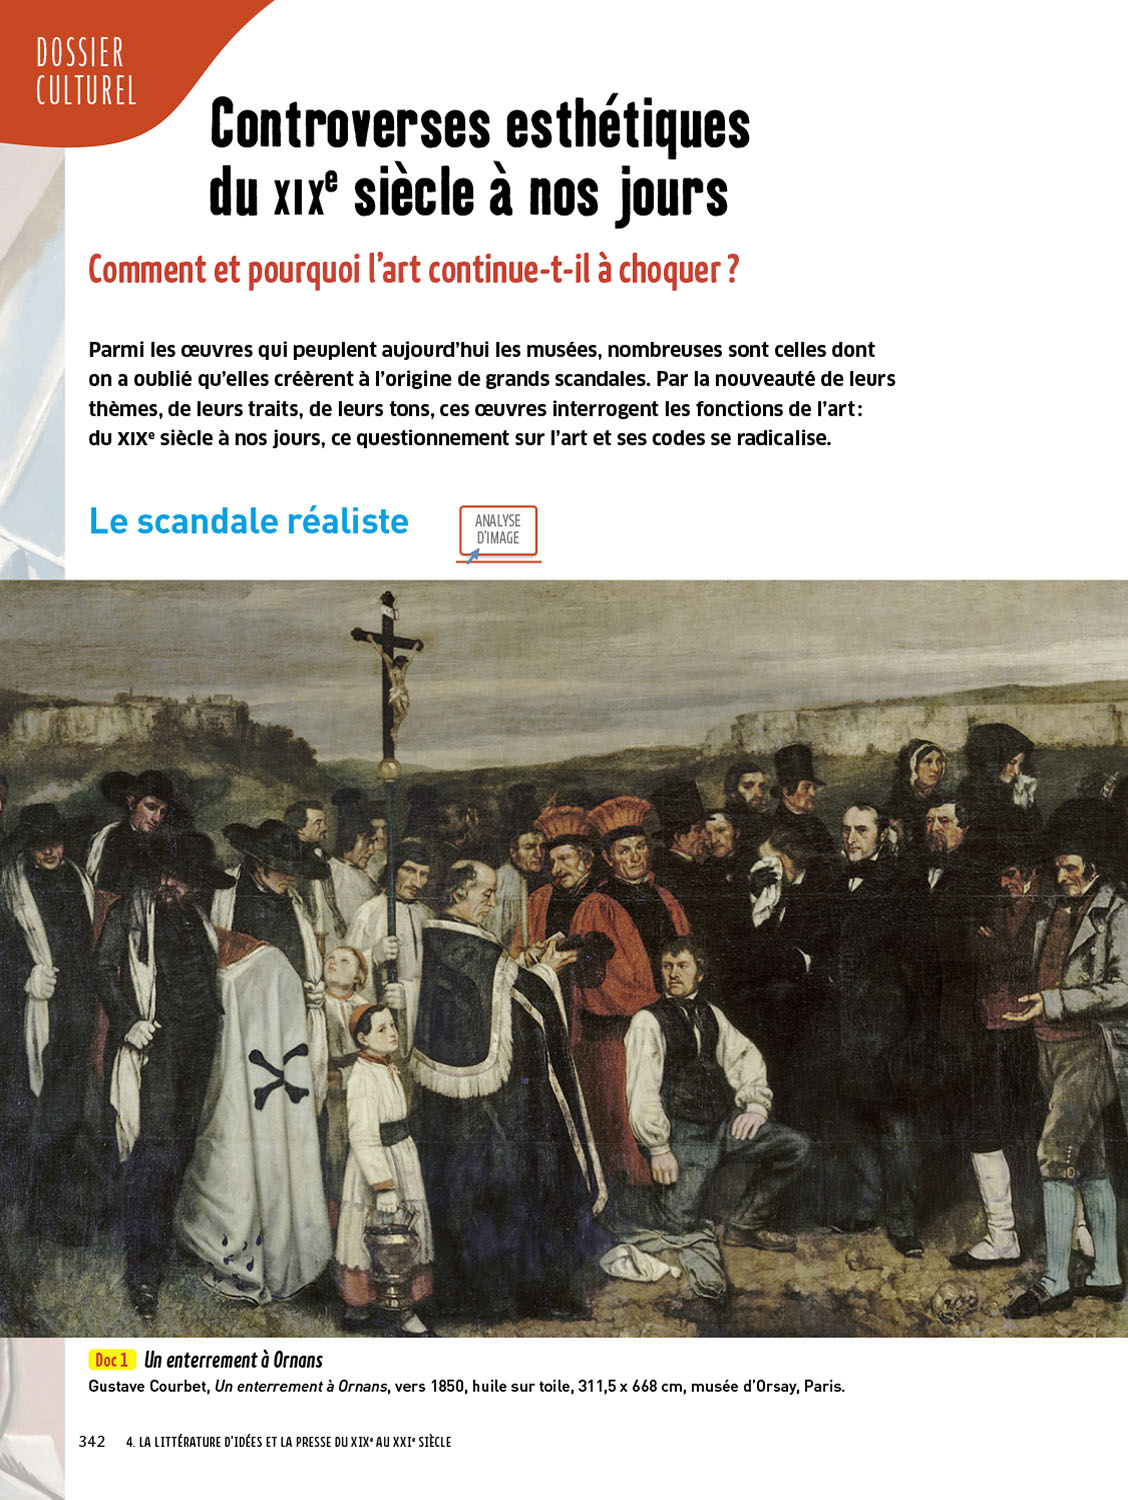 DOSSIER
CULTUREL
Controverses esthétiques
du XIXe siècle à nos jours
Comment et pourquoi l'art continue-t-il à choquer ?
Parmi les œuvres qui peuplent aujourd'hui les musées, nombreuses sont celles dont
on a oublié qu'elles créèrent à l'origine de grands scandales. Par la nouveauté de leurs
thèmes, de leurs traits, de leurs tons, ces œuvres interrogent les fonctions de l'art :
du XIXe siècle à nos jours, ce questionnement sur l'art et ses codes se radicalise.
Le scandale réaliste
ANALYSE
D'IMAGE
Doc 1 Un enterrement à Ornans
Gustave Courbet, Un enterrement à Ornans, vers 1850, huile sur toile, 311,5 x 668 cm, musée d'Orsay, Paris.
342 4. LA LITTÉRATURE D'IDÉES ET LA PRESSE DU XIXe AU XXIe SIÈCLE